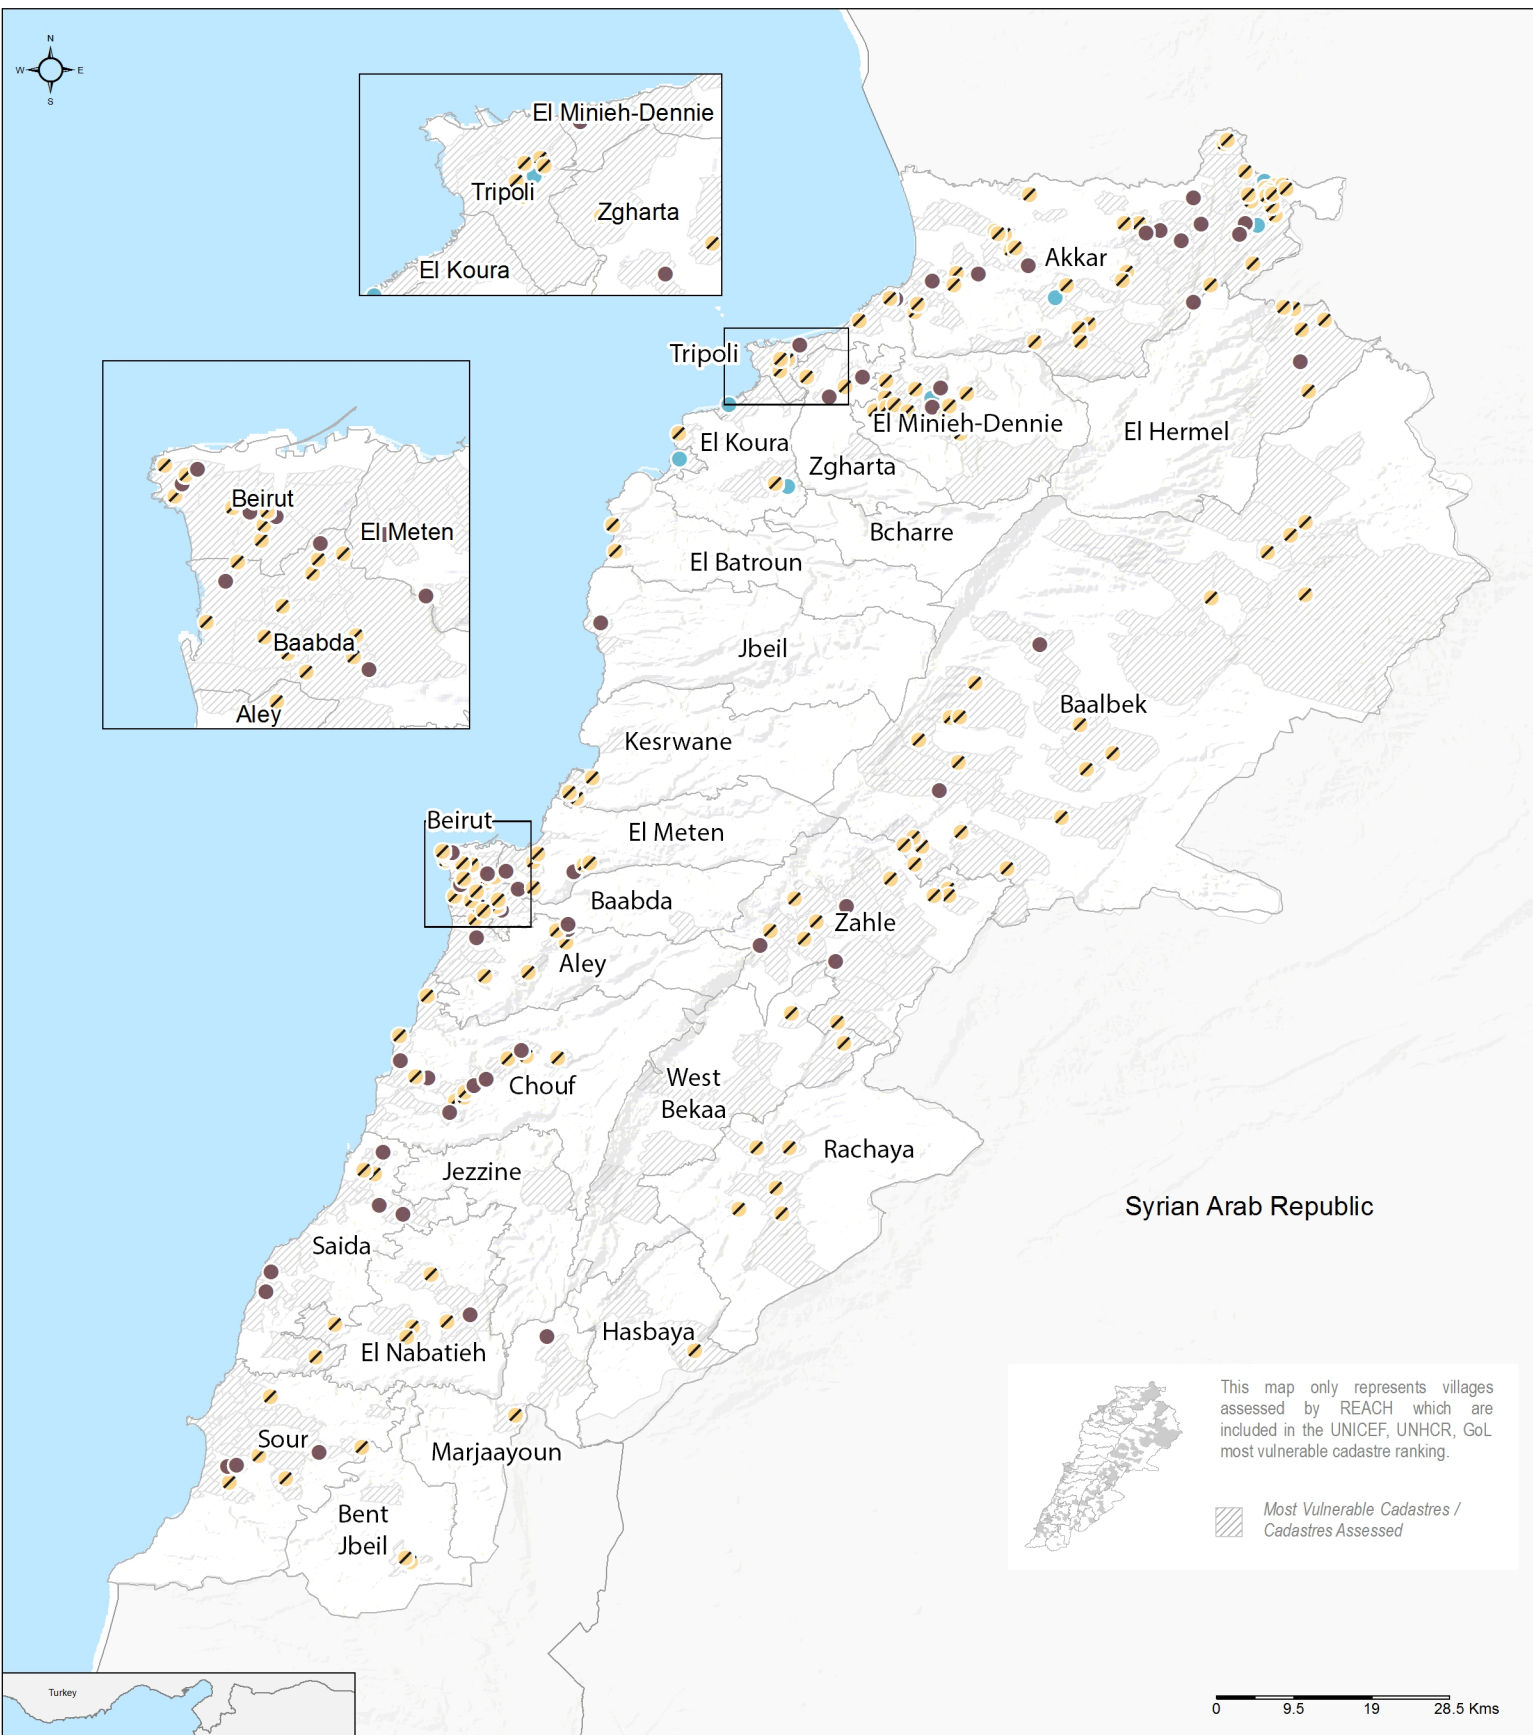 N
W
E
S
El Minieh-Dennie
Tripoli
Zgharta
El Koura
Akkar
Tripoli
El Minieh-Dennie
El Hermel
El Koura
Zgharta
Beirut
El Meten
Baabda
Aley
Bcharre
El Batroun
Jbeil
Baalbek
Kesrwane
Beirut
El Meten
Baabda
Zahle
Aley
West
Bekaa
Chouf
Rachaya
Jezzine
Syrian Arab Republic
Saida
Hasbaya
El Nabatieh
Sour
Marjaayoun
Bent
Jbeil
This map only represents villages
assessed by REACH which are
included in the UNICEF, UNHCR, GoL
most vulnerable cadastre ranking.
Most Vulnerable Cadastres /
Cadastres Assessed
Turkey
0 9.5 19 28.5 Kms